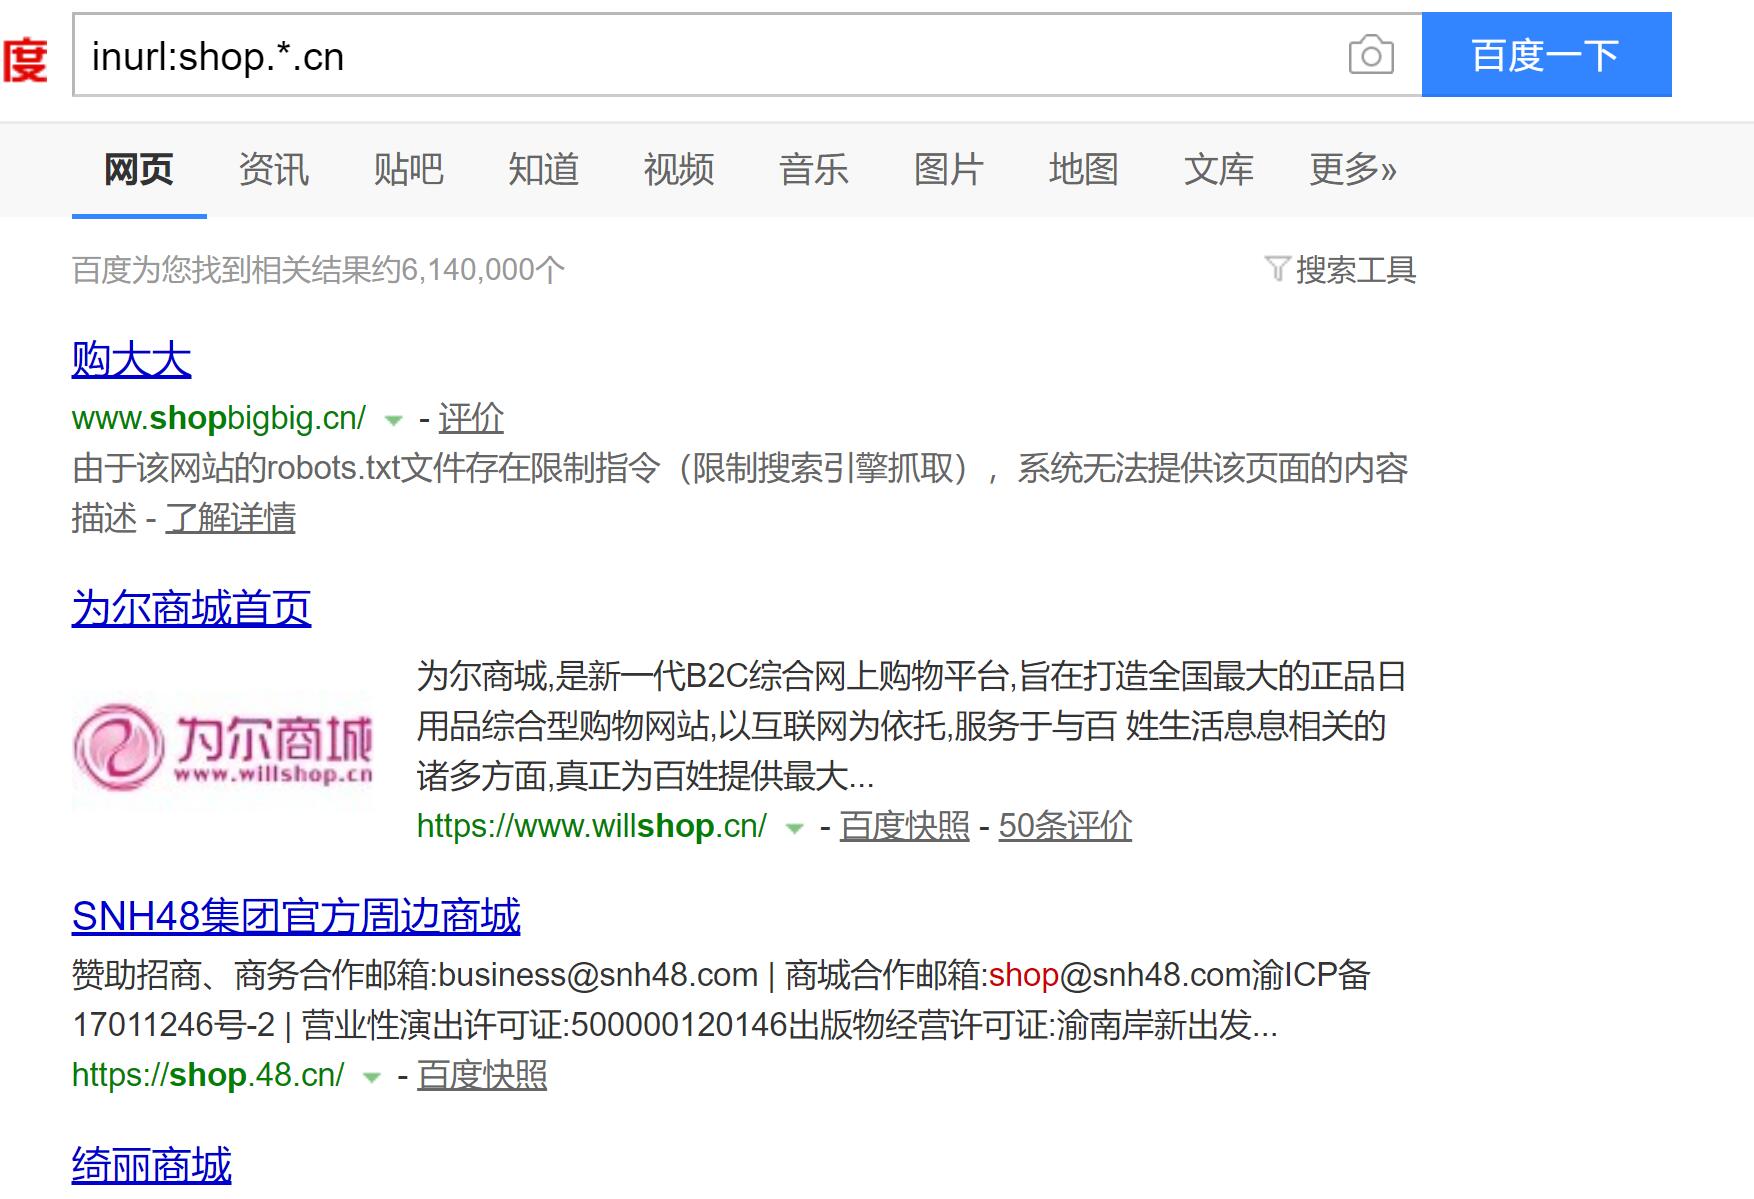 度
inurl:shop.*.cn
百度一下
网页 资讯 贴吧 知道 视频 音乐 图片 地图 文库 更多»
百度为您找到相关结果约6,140,000个
搜索工具
购大大
www.shopbigbig.cn/ - 评价
由于该网站的robots.txt文件存在限制指令（限制搜索引擎抓取），系统无法提供该页面的内容
描述 - 了解详情
为尔商城首页
为尔商城
www.willshop.cn
为尔商城,是新一代B2C综合网上购物平台,旨在打造全国最大的正品日
用品综合型购物网站,以互联网为依托,服务于与百 姓生活息息相关的
诸多方面,真正为百姓提供最大...
https://www.willshop.cn/ - 百度快照 - 50条评价
SNH48集团官方周边商城
赞助招商、商务合作邮箱:business@snh48.com | 商城合作邮箱:shop@snh48.com渝ICP备
17011246号-2 | 营业性演出许可证:500000120146出版物经营许可证:渝南岸新出发...
https://shop.48.cn/ - 百度快照
绮丽商城